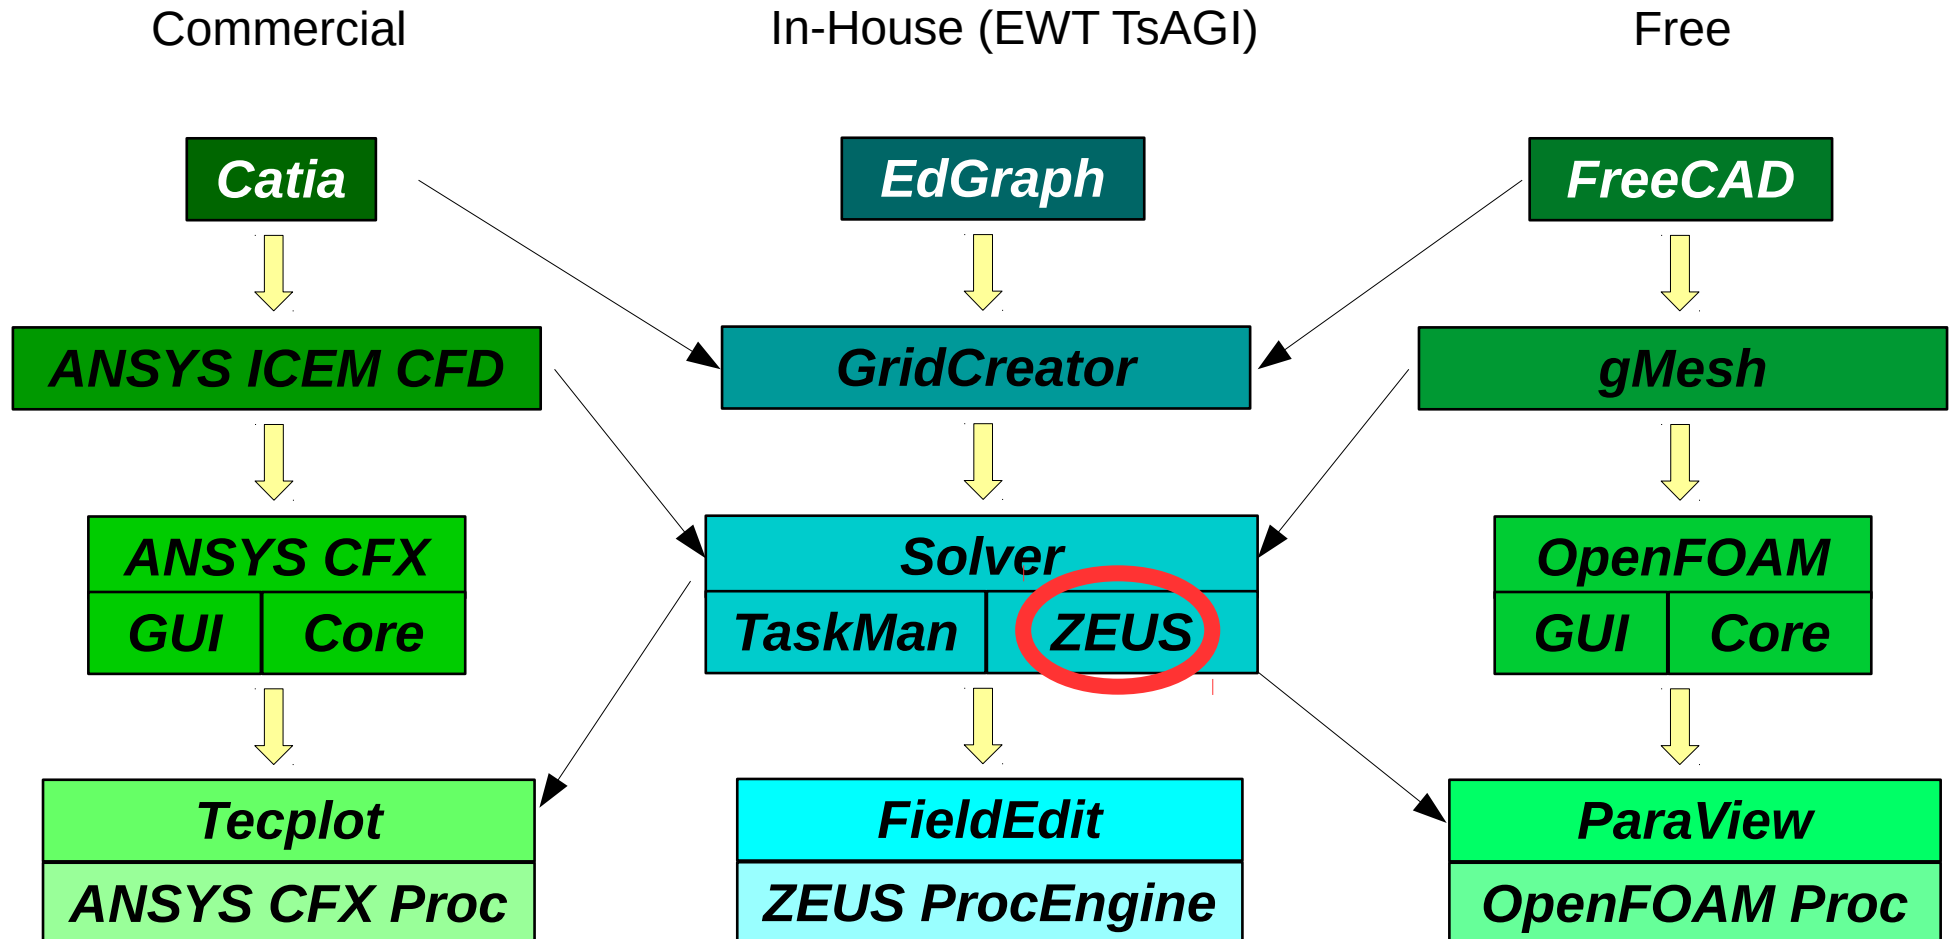 Commercial
In-House (EWT TsAGI)
Free
Catia
EdGraph
FreeCAD
ANSYS ICEM CFD
GridCreator
gMesh
ANSYS CFX
Solver
OpenFOAM
GUI
Core
TaskMan
ZEUS
GUI
Core
Tecplot
FieldEdit
ParaView
ANSYS CFX Proc
ZEUS ProcEngine
OpenFOAM Proc